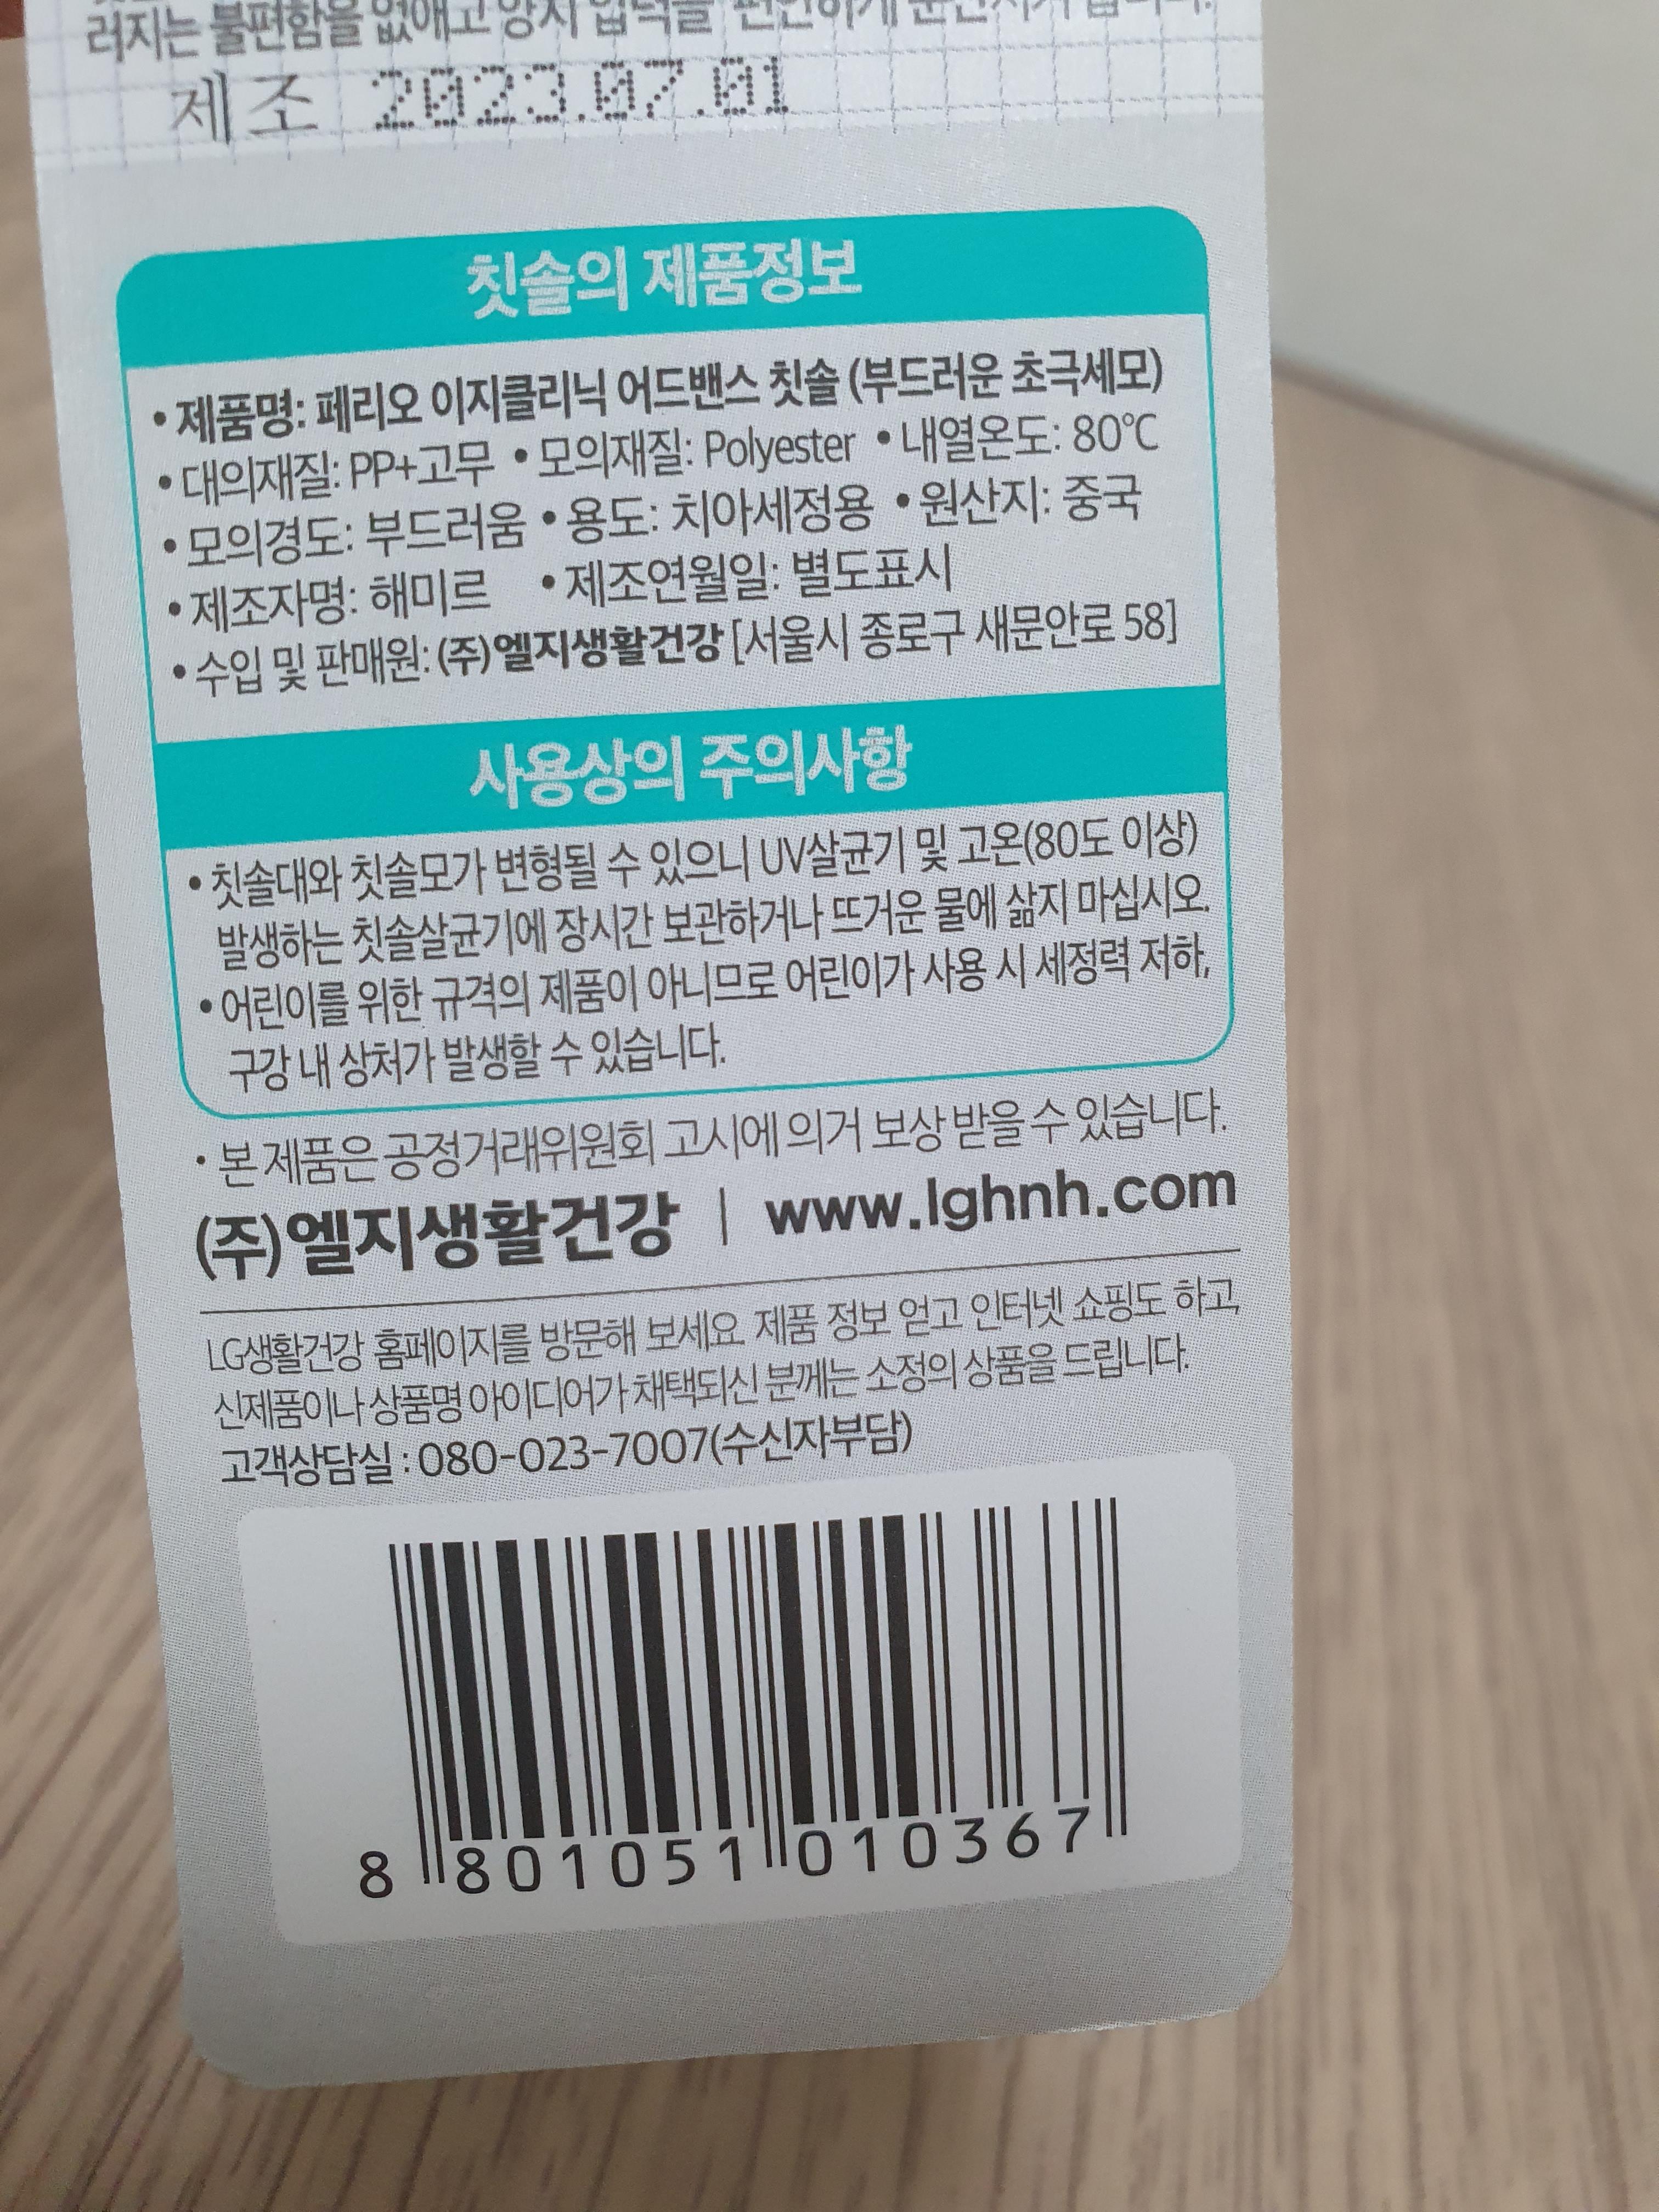 러지는 불편함을 없애고 양치 압력을
제조 2023.07.01
칫솔의 제품정보
• 제품명: 페리오 이지클리닉 어드밴스 칫솔 (부드러운 초극세모)
• 대의재질: PP+고무 • 모의재질: Polyester • 내열온도: 80℃
• 모의경도: 부드러움 • 용도: 치아세정용 • 원산지: 중국
• 제조자명: 해미르 • 제조연월일: 별도표시
• 수입 및 판매원: (주)엘지생활건강 [서울시 종로구 새문안로 58]
사용상의 주의사항
• 칫솔대와 칫솔모가 변형될 수 있으니 UV살균기 및 고온(80도 이상)
발생하는 칫솔살균기에 장시간 보관하거나 뜨거운 물에 삶지 마십시오.
• 어린이를 위한 규격의 제품이 아니므로 어린이가 사용 시 세정력 저하,
구강 내 상처가 발생할 수 있습니다.
• 본 제품은 공정거래위원회 고시에 의거 보상 받을 수 있습니다.
(주)엘지생활건강 | www.lghnh.com
LG생활건강 홈페이지를 방문해 보세요. 제품 정보 얻고 인터넷 쇼핑도 하고,
신제품이나 상품명 아이디어가 채택되신 분께는 소정의 상품을 드립니다.
고객상담실 : 080-023-7007(수신자부담)
8 801051 010367